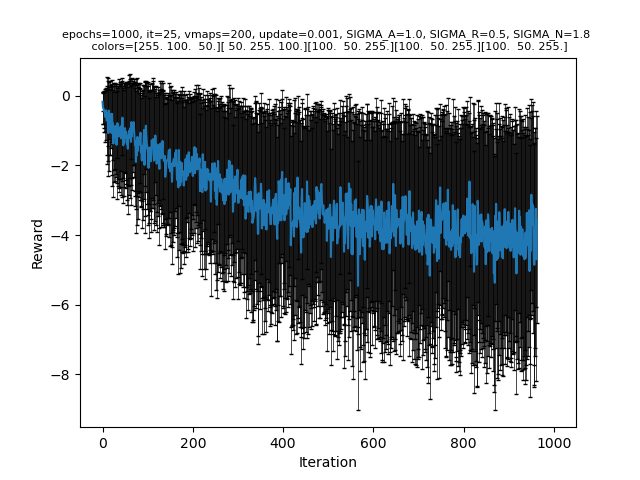 epochs=1000, it=25, vmaps=200, update=0.001, SIGMA_A=1.0, SIGMA_R=0.5, SIGMA_N=1.8
colors=[255. 100.  50.][ 50. 255. 100.][100.  50. 255.][100.  50. 255.][100.  50. 255.]
0
−2
−4
−6
−8
Reward
0
200
400
600
800
1000
Iteration